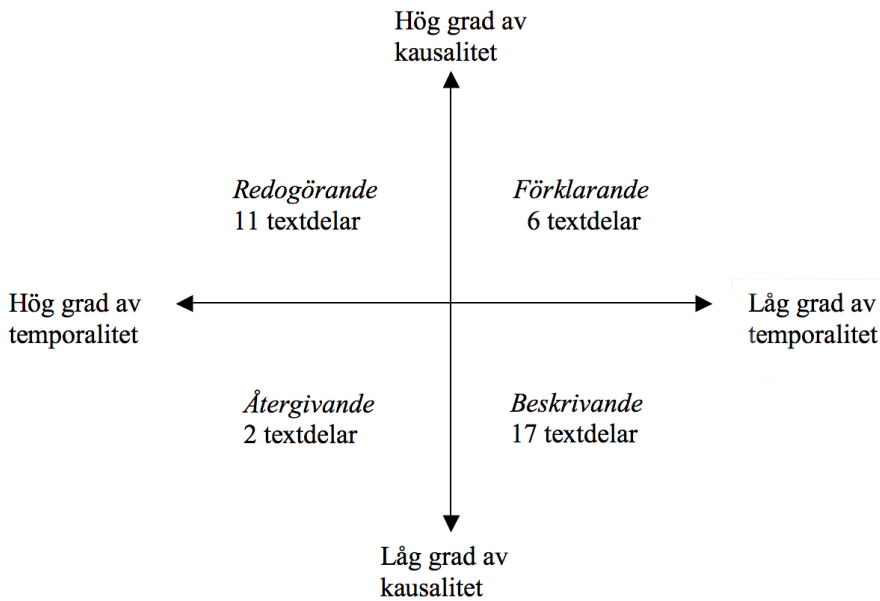 Hög grad av
kausalitet
Redogörande
11 textdelar
Förklarande
6 textdelar
Hög grad av
temporalitet
Låg grad av
temporalitet
Återgivande
2 textdelar
Beskrivande
17 textdelar
Låg grad av
kausalitet